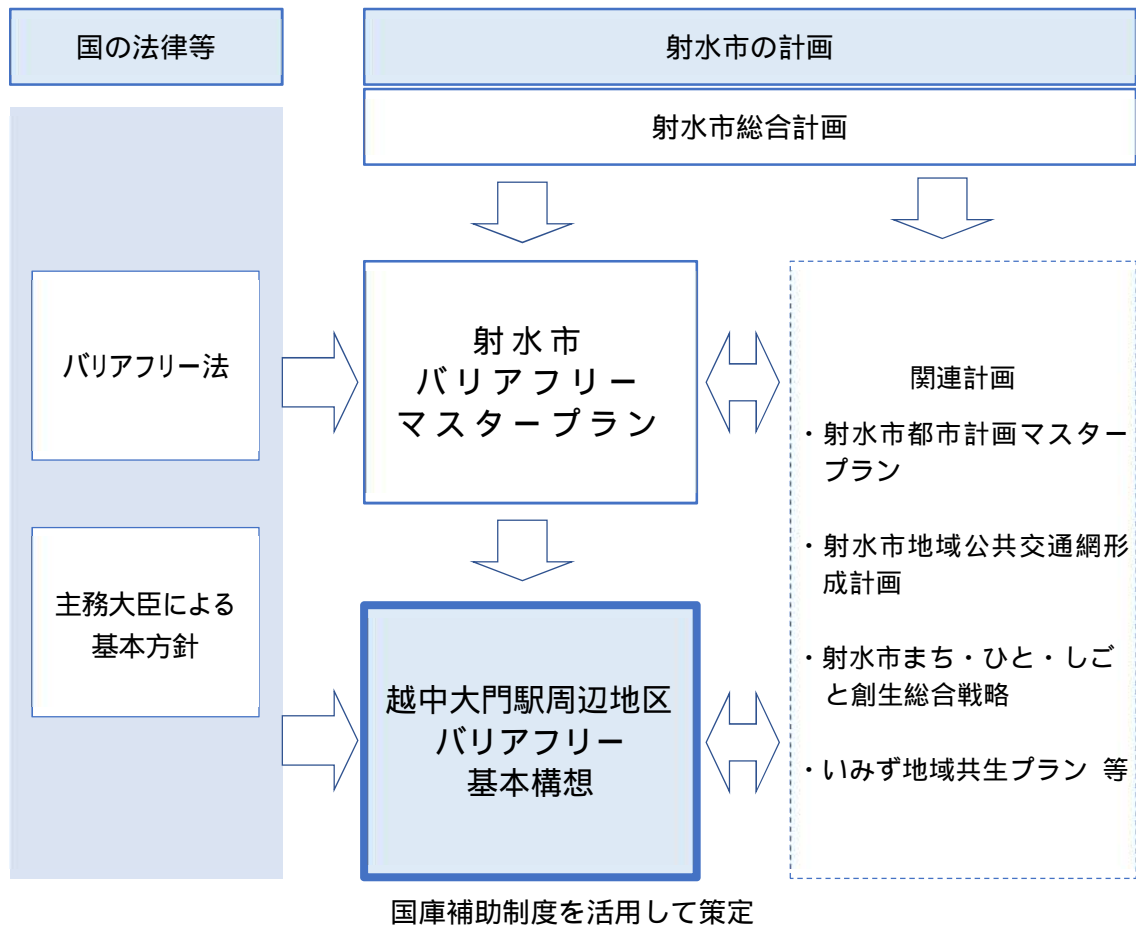 国の法律等
射水市の計画
射水市総合計画
バリアフリー法
主務大臣による
基本方針
射水市
バリアフリー
マスタープラン
越中大門駅周辺地区
バリアフリー
基本構想
関連計画
・射水市都市計画マスター
プラン
・射水市地域公共交通網形
成計画
・射水市まち・ひと・しご
と創生総合戦略
・いみず地域共生プラン 等
国庫補助制度を活用して策定